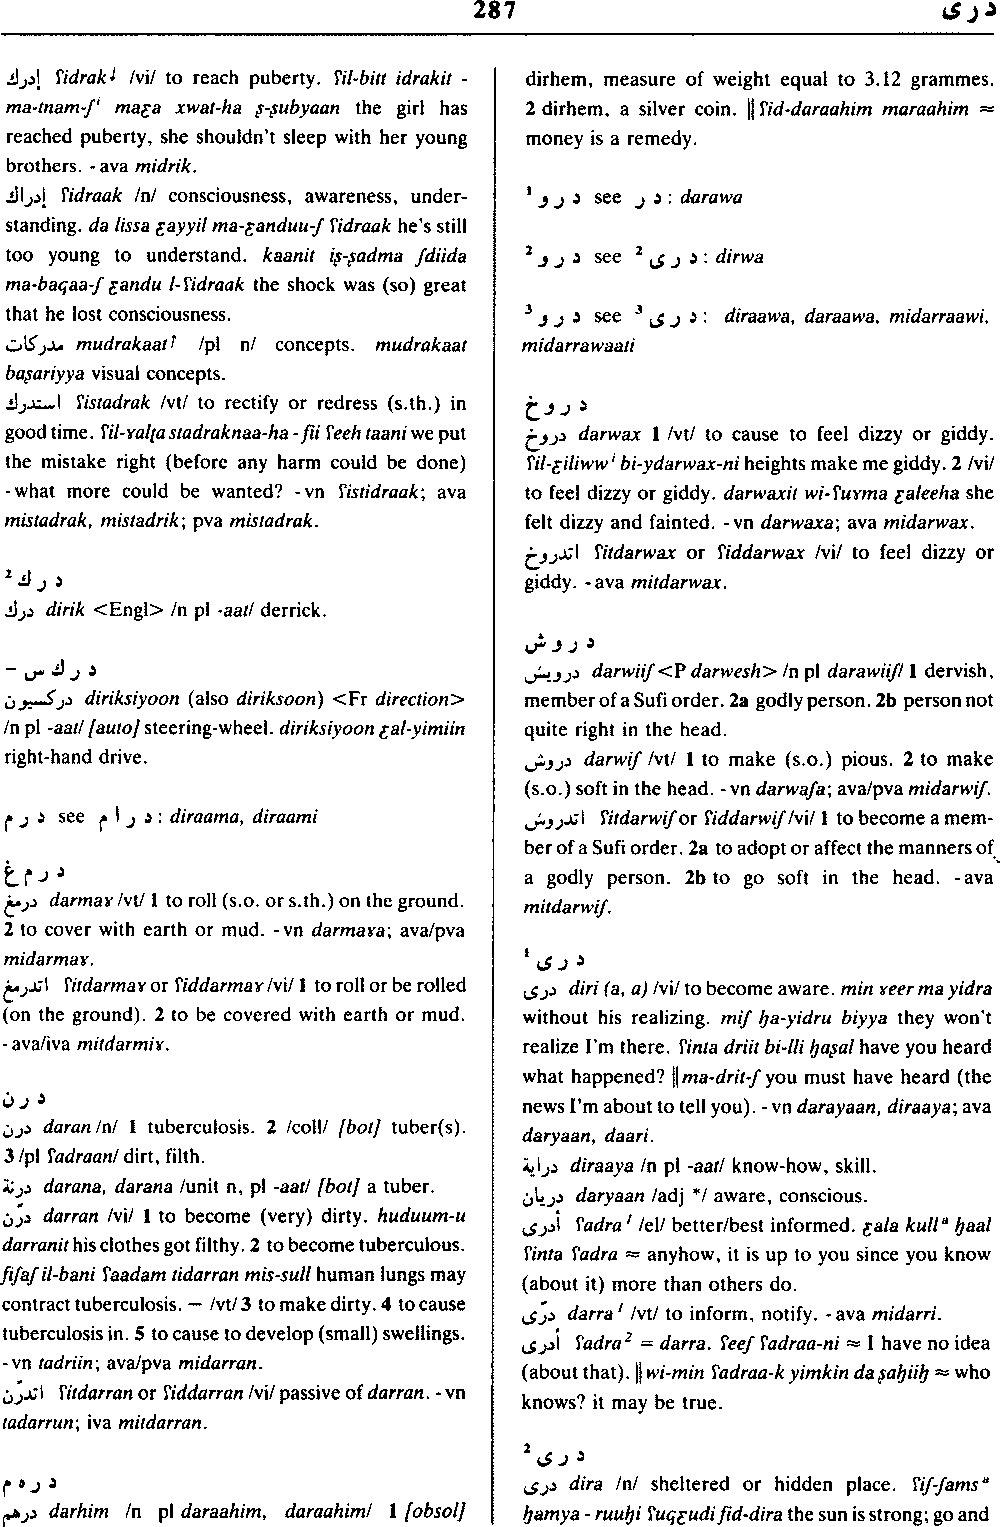 287
درى
إدرك ʕidrak↓ /vi/ to reach puberty. ʕil-bitt idrakit -
ma-tnam-ʃⁱ maɛa xwat-ha ṣ-ṣubyaan the girl has
reached puberty, she shouldn't sleep with her young
brothers. - ava midrik.
إدراك ʕidraak /n/ consciousness, awareness, under-
standing. da lissa ɛayyil ma-ɛanduu-ʃ ʕidraak he's still
too young to understand. kaanit iṣ-ṣadma ʃdiida
ma-baqaa-ʃ ɛandu l-ʕidraak the shock was (so) great
that he lost consciousness.
مدركات mudrakaat↑ /pl n/ concepts. mudrakaat
baṣariyya visual concepts.
استدرك ʕistadrak /vt/ to rectify or redress (s.th.) in
good time. ʕil-ɣalṭa stadraknaa-ha - fii ʕeeh taani we put
the mistake right (before any harm could be done)
- what more could be wanted? - vn ʕistidraak; ava
mistadrak, mistadrik; pva mistadrak.
د ر ك ²
درك dirik <Engl> /n pl -aat/ derrick.
د ر ك س –
دركسيون diriksiyoon (also diriksoon) <Fr direction>
/n pl -aat/ [auto] steering-wheel. diriksiyoon ɛal-yimiin
right-hand drive.
د ر م see د ر ا م : diraama, diraami
د ر م غ
درمغ darmaɣ /vt/ 1 to roll (s.o. or s.th.) on the ground.
2 to cover with earth or mud. - vn darmaɣa; ava/pva
midarmaɣ.
اتدرمغ ʕitdarmaɣ or ʕiddarmaɣ /vi/ 1 to roll or be rolled
(on the ground). 2 to be covered with earth or mud.
- ava/iva mitdarmiɣ.
د ر ن
درن daran /n/ 1 tuberculosis. 2 /coll/ [bot] tuber(s).
3 /pl ʕadraan/ dirt, filth.
درنة darana, darana /unit n, pl -aat/ [bot] a tuber.
درّن darran /vi/ 1 to become (very) dirty. huduum-u
darranit his clothes got filthy. 2 to become tuberculous.
ʃiʃaʃ il-bani ʕaadam tidarran mis-sull human lungs may
contract tuberculosis. — /vt/ 3 to make dirty. 4 to cause
tuberculosis in. 5 to cause to develop (small) swellings.
- vn tadriin; ava/pva midarran.
اتدرّن ʕitdarran or ʕiddarran /vi/ passive of darran. - vn
tadarrun; iva mitdarran.
د ر ه م
درهم darhim /n pl daraahim, daraahim/ 1 [obsol]
dirhem, measure of weight equal to 3.12 grammes.
2 dirhem, a silver coin. ‖ ʕid-daraahim maraahim ≈
money is a remedy.
د ر و ¹ see د ر : darawa
د ر و ² see د ر ى ² : dirwa
د ر و ³ see د ر ى ³ : diraawa, daraawa, midarraawi,
midarrawaati
د ر و خ
دروخ darwax 1 /vt/ to cause to feel dizzy or giddy.
ʕil-ɛiliwwⁱ bi-ydarwax-ni heights make me giddy. 2 /vi/
to feel dizzy or giddy. darwaxit wi-ʕuɣma ɛaleeha she
felt dizzy and fainted. - vn darwaxa; ava midarwax.
اتدروخ ʕitdarwax or ʕiddarwax /vi/ to feel dizzy or
giddy. - ava mitdarwax.
د ر و ش
درويش darwiiʃ <P darwesh> /n pl darawiiʃ/ 1 dervish,
member of a Sufi order. 2a godly person. 2b person not
quite right in the head.
دروش darwiʃ /vt/ 1 to make (s.o.) pious. 2 to make
(s.o.) soft in the head. - vn darwaʃa; ava/pva midarwiʃ.
اتدروش ʕitdarwiʃ or ʕiddarwiʃ /vi/ 1 to become a mem-
ber of a Sufi order. 2a to adopt or affect the manners of
a godly person. 2b to go soft in the head. - ava
mitdarwiʃ.
د ر ى ¹
درى diri (a, a) /vi/ to become aware. min ɣeer ma yidra
without his realizing. miʃ ḥa-yidru biyya they won't
realize I'm there. ʕinta driit bi-lli ḥaṣal have you heard
what happened? ‖ ma-drit-ʃ you must have heard (the
news I'm about to tell you). - vn darayaan, diraaya; ava
daryaan, daari.
دراية diraaya /n pl -aat/ know-how, skill.
دريان daryaan /adj */ aware, conscious.
أدرى ʕadra¹ /el/ better/best informed. ɛala kullᵃ ḥaal
ʕinta ʕadra ≈ anyhow, it is up to you since you know
(about it) more than others do.
درّى darra¹ /vt/ to inform, notify. - ava midarri.
أدرى ʕadra² = darra. ʕeeʃ ʕadraa-ni ≈ I have no idea
(about that). ‖ wi-min ʕadraa-k yimkin da ṣaḥiiḥ ≈ who
knows? it may be true.
د ر ى ²
درى dira /n/ sheltered or hidden place. ʕiʃ-ʃamsᵃ
ḥamya - ruuḥi ʕuqɛudi fid-dira the sun is strong; go and